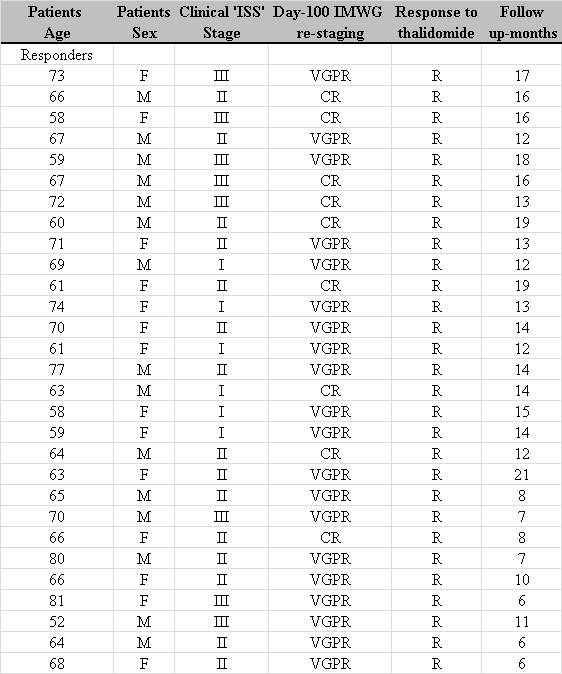 Patients Age Patients Sex Clinical 'ISS' Stage Day-100 IMWG re-staging Response to thalidomide Follow up-months
Responders
73 F III VGPR R 17
66 M II CR R 16
58 F III CR R 16
67 M II VGPR R 12
59 M III VGPR R 18
67 M III CR R 16
72 M III CR R 13
60 M II CR R 19
71 F II VGPR R 13
69 M I VGPR R 12
61 F II CR R 19
74 F I VGPR R 13
70 F II VGPR R 14
61 F I VGPR R 12
77 M II VGPR R 14
63 M I CR R 14
58 F I VGPR R 15
59 F I VGPR R 14
64 M II CR R 12
63 F II VGPR R 21
65 M II VGPR R 8
70 M III VGPR R 7
66 F II CR R 8
80 M II VGPR R 7
66 F II VGPR R 10
81 F III VGPR R 6
52 M III VGPR R 11
64 M II VGPR R 6
68 F II VGPR R 6